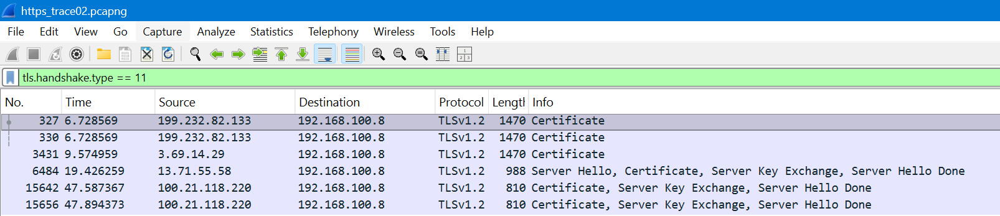 https_trace02.pcapng
File Edit View Go Capture Analyze Statistics Telephony Wireless Tools Help
tls.handshake.type == 11
No. Time Source Destination Protocol Length Info
327 6.728569 199.232.82.133 192.168.100.8 TLSv1.2 1470 Certificate
330 6.728569 199.232.82.133 192.168.100.8 TLSv1.2 1470 Certificate
3431 9.574959 3.69.14.29 192.168.100.8 TLSv1.2 1470 Certificate
6484 19.426259 13.71.55.58 192.168.100.8 TLSv1.2 988 Server Hello, Certificate, Server Key Exchange, Server Hello Done
15642 47.587367 100.21.118.220 192.168.100.8 TLSv1.2 810 Certificate, Server Key Exchange, Server Hello Done
15656 47.894373 100.21.118.220 192.168.100.8 TLSv1.2 810 Certificate, Server Key Exchange, Server Hello Done